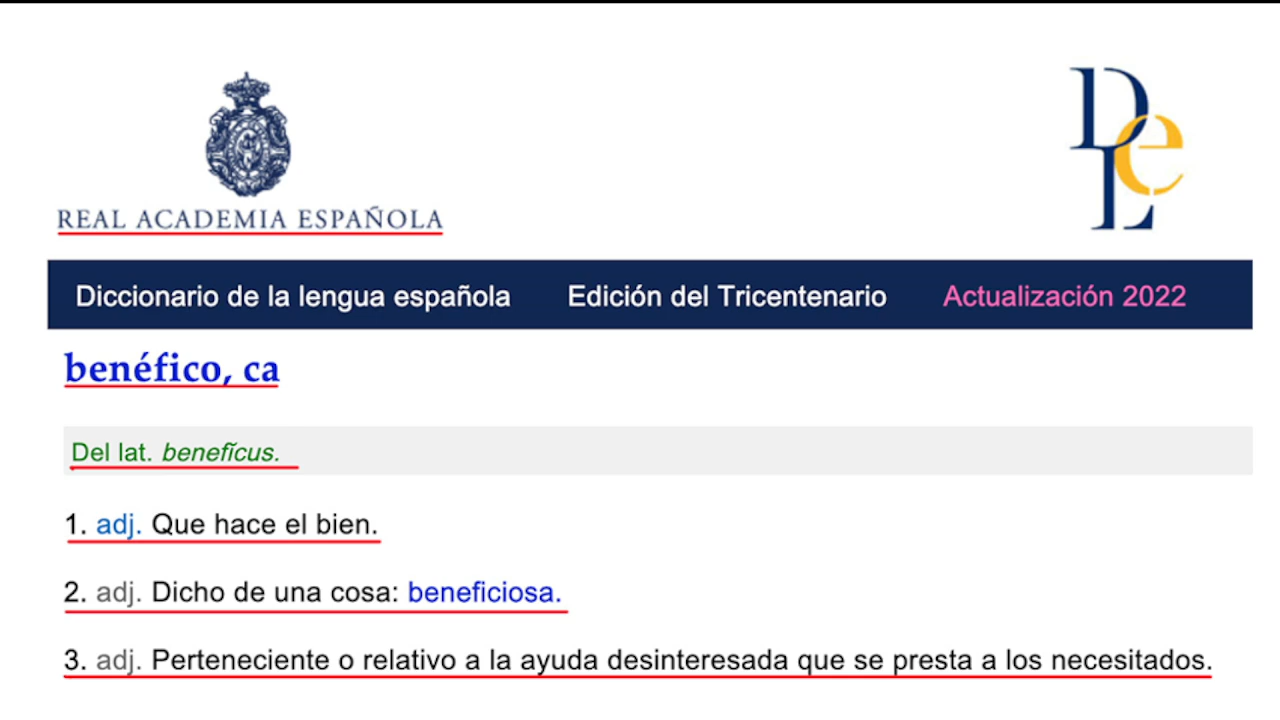 REAL ACADEMIA ESPAÑOLA
DeL
Diccionario de la lengua española Edición del Tricentenario Actualización 2022
benéfico, ca
Del lat. benefĭcus.
1. adj. Que hace el bien.
2. adj. Dicho de una cosa: beneficiosa.
3. adj. Perteneciente o relativo a la ayuda desinteresada que se presta a los necesitados.